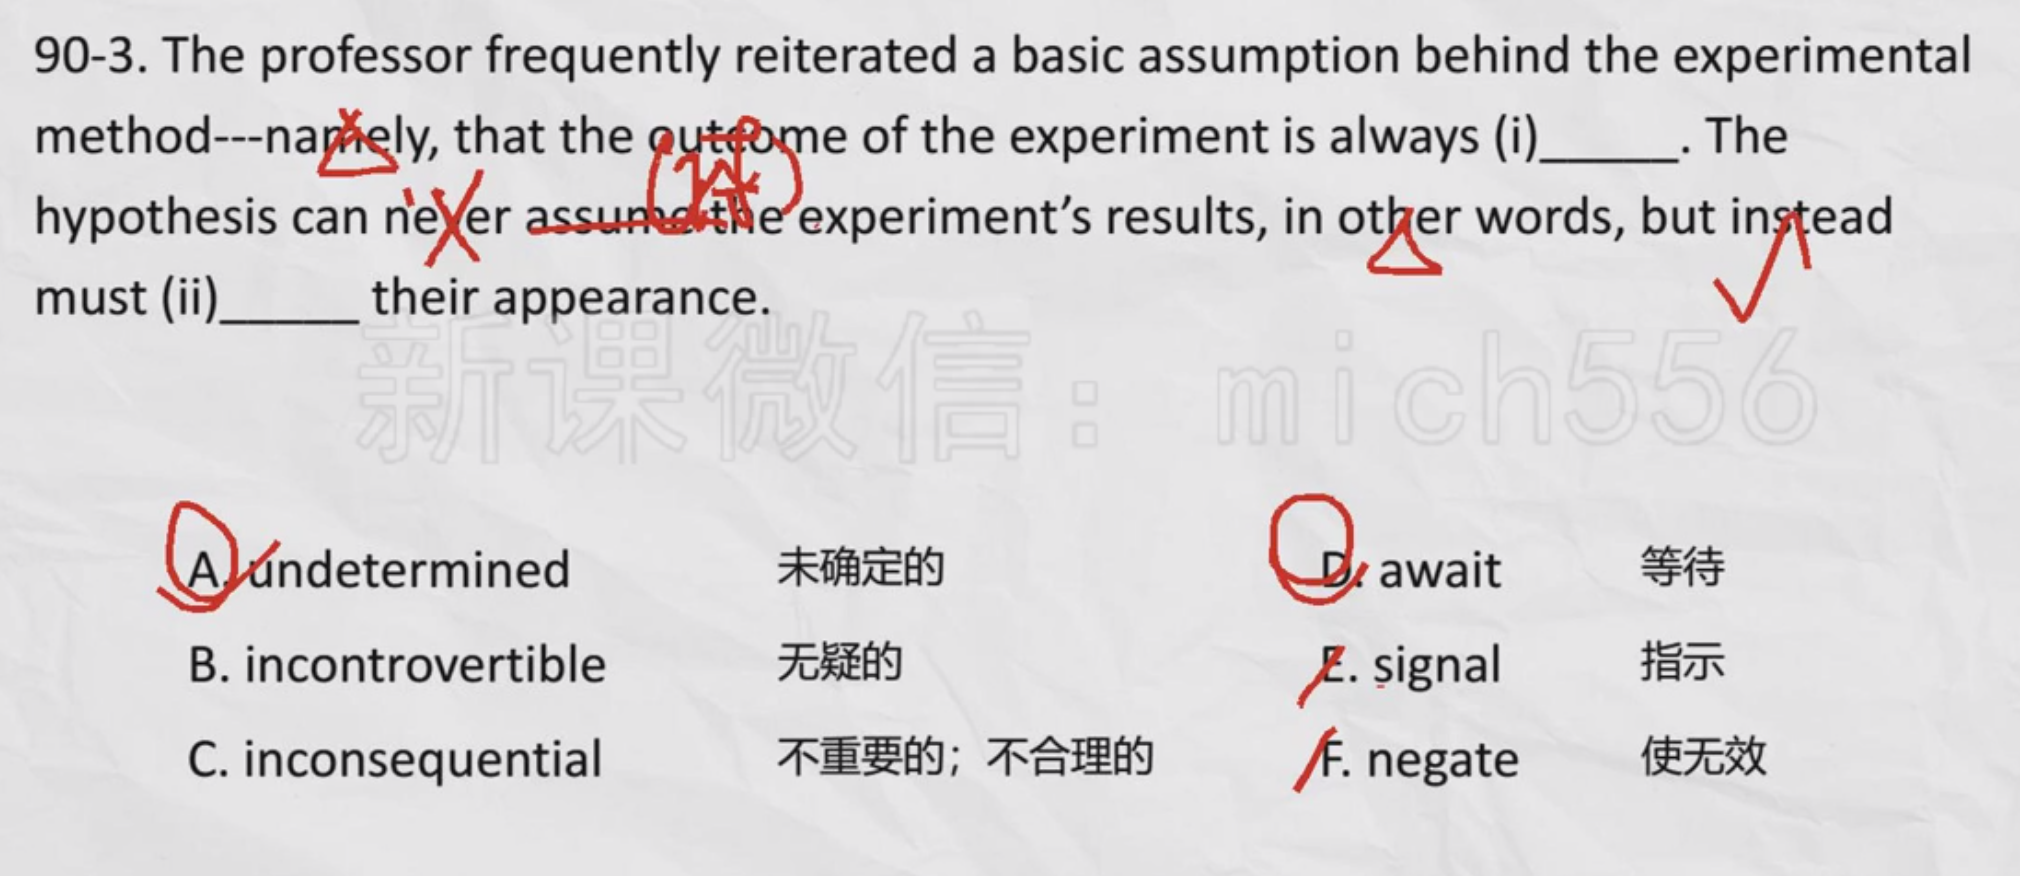 90-3. The professor frequently reiterated a basic assumption behind the experimental
method---namely, that the outcome of the experiment is always (i)_____. The
hypothesis can never assume the experiment's results, in other words, but instead
must (ii)_____ their appearance.
新课微信：mich556
A. undetermined 未确定的 D. await 等待
B. incontrovertible 无疑的 E. signal 指示
C. inconsequential 不重要的；不合理的 F. negate 使无效